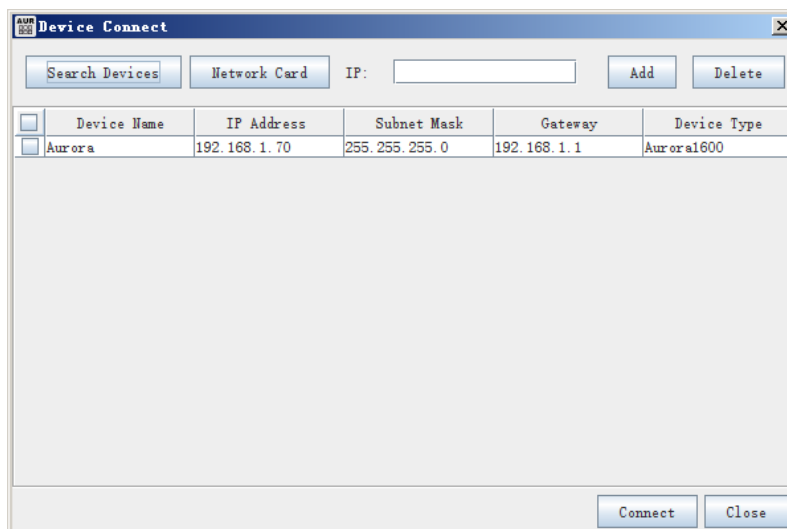 AUR Device Connect
Search Devices Network Card IP: Add Delete
Device Name IP Address Subnet Mask Gateway Device Type
Aurora 192.168.1.70 255.255.255.0 192.168.1.1 Aurora1600
Connect Close